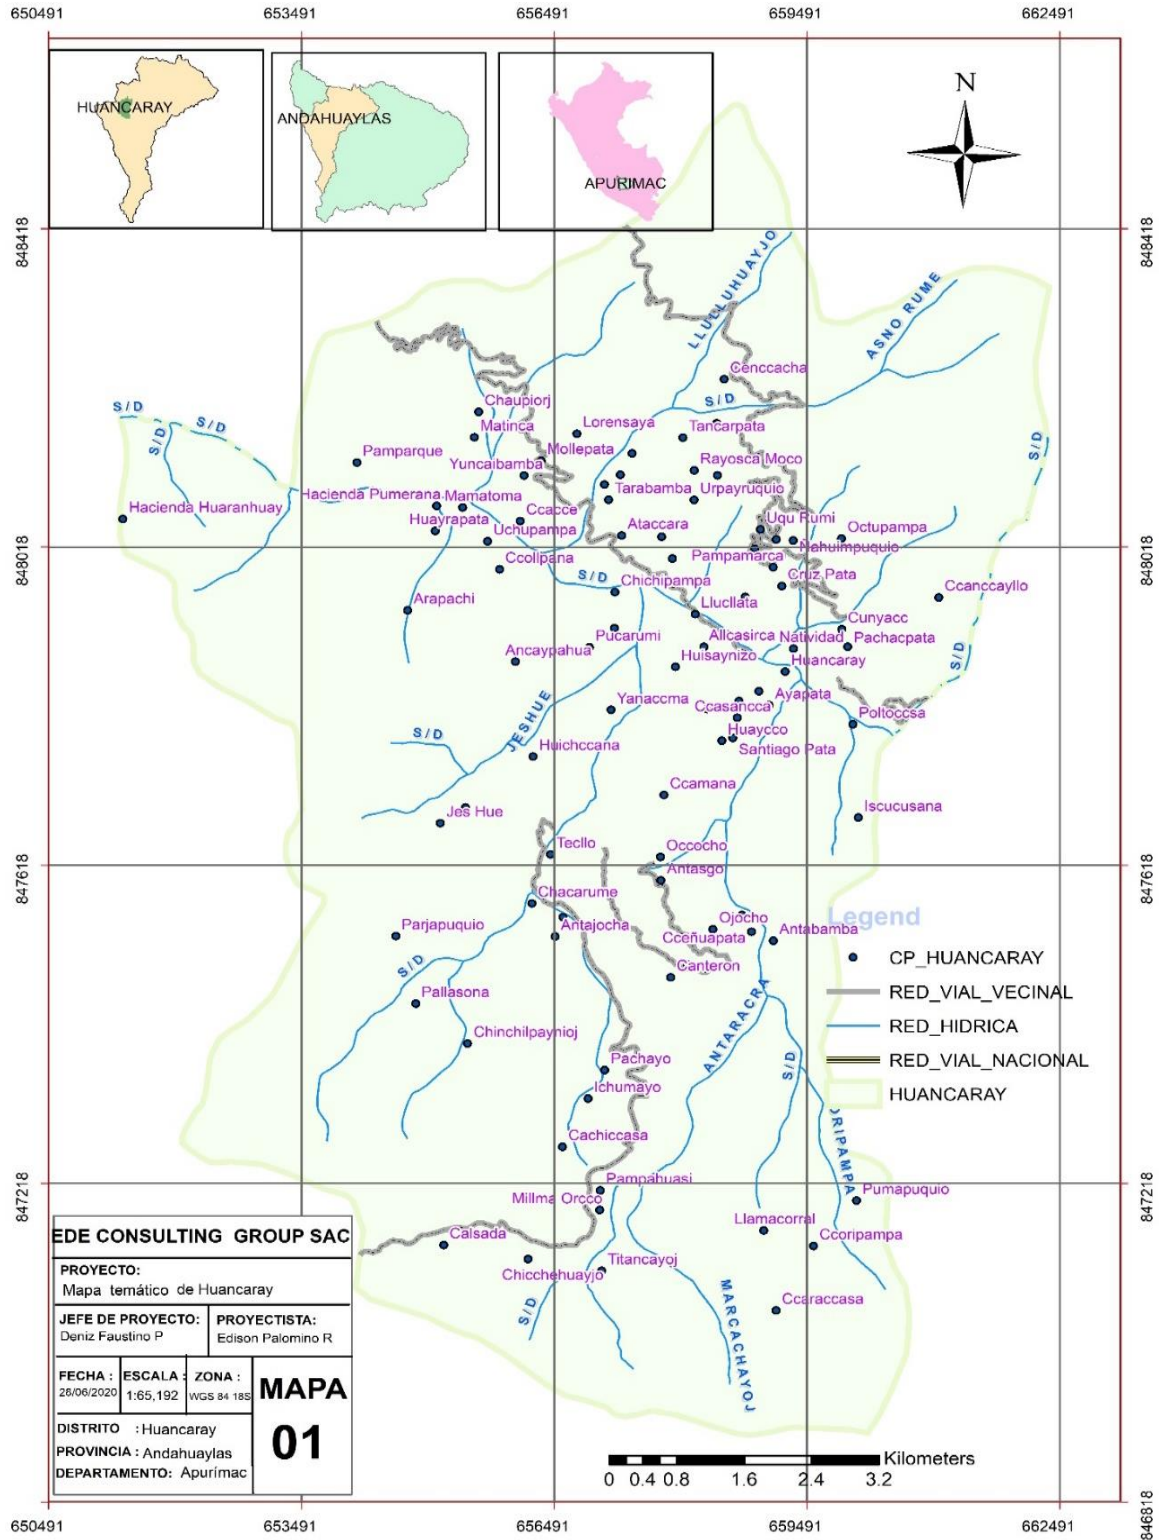 650491 653491 656491 659491 662491
HUANCARAY
ANDAHUAYLAS
APURIMAC
N
848418 848418
LLULLUHUAYJO
ASNO RUME
Cenccacha
S/D
S/D
S/D
Chaupiorj
Matinca
Lorensaya
Tancarpata
S/D
S/D
Pamparque
Mollepata
Yuncaibamba
Rayosca Moco
Hacienda Pumerana
Mamatoma
Tarabamba
Urpayruquio
Hacienda Huaranhuay
Huayrapata
Ccacce
Uchupampa
Ataccara
Uqu Rumi
Octupampa
848018 848018
Ñahuimpuquio
Pampamarca
Ccolipana
S/D
Chichipampa
Cruz Pata
Ccanccayllo
Arapachi
Llucllata
Cunyacc
Pucarumi
Allcasirca
Natividad
Pachacpata
Ancaypahua
Huisaynizo
Huancaray
S/D
Yanaccma
Ccasancca
Ayapata
Poltoccsa
JESHUE
S/D
Huaycco
Huichccana
Santiago Pata
Ccamana
Jes Hue
Iscucusana
Tecllo
Occocho
847618 847618
Antasgo
Chacarume
Legend
Parjapuquio
Antajocha
Ojocho
Cceñuapata
Antabamba
CP_HUANCARAY
S/D
Canteron
Pallasona
ANTARACRA
RED_VIAL_VECINAL
Chinchilpaynioj
RED_HIDRICA
Pachayo
S/D
RED_VIAL_NACIONAL
Ichumayo
HUANCARAY
ORIPAMPA
Cachiccasa
Pampahuasi
847218 847218
Millma Orcco
Pumapuquio
Llamacorral
Ccoripampa
Calsada
Chicchehuayjo
Titancayoj
S/D
MARCACHAYOJ
Ccaraccasa
EDE CONSULTING GROUP SAC
PROYECTO:
Mapa temático de Huancaray
JEFE DE PROYECTO: PROYECTISTA:
Deniz Faustino P Edison Palomino R
FECHA : ESCALA : ZONA :
26/06/2020 1:65,192 WGS 84 18S
MAPA
01
DISTRITO : Huancaray
PROVINCIA : Andahuaylas
DEPARTAMENTO: Apurímac
Kilometers
0 0.4 0.8 1.6 2.4 3.2
846818
650491 653491 656491 659491 662491